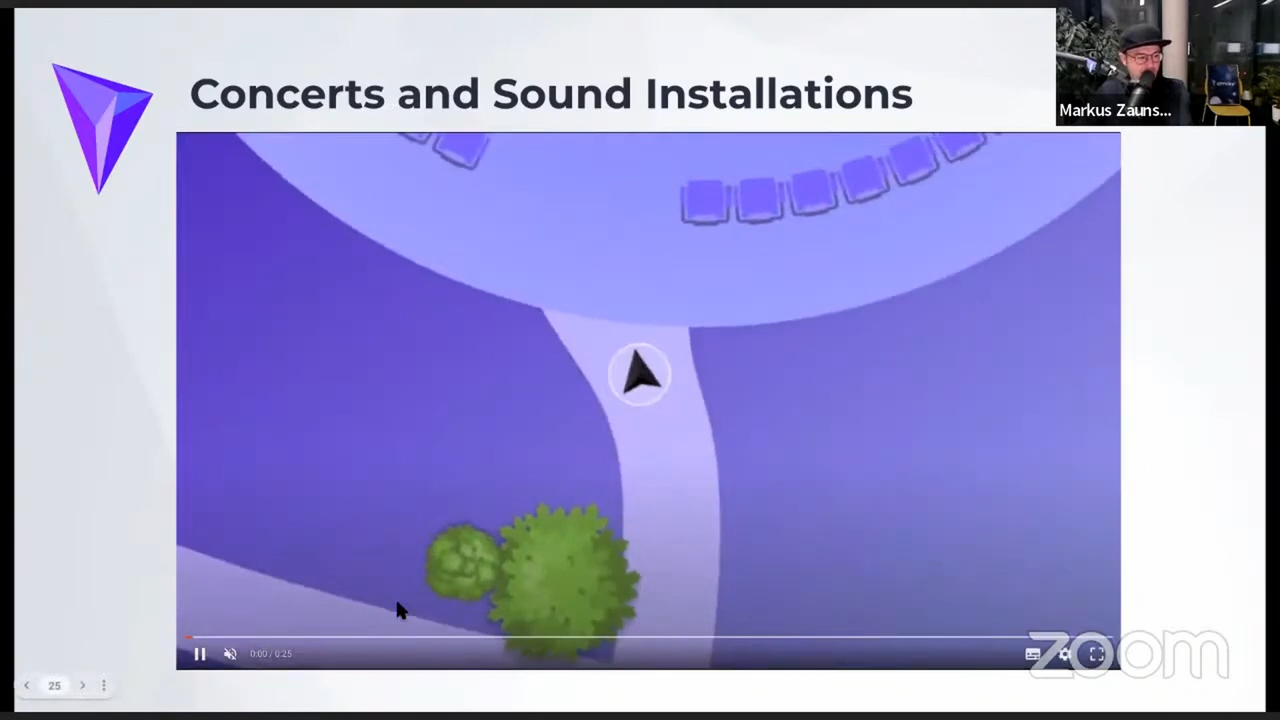 Concerts and Sound Installations
Markus Zauns...
0:00 / 0:25
25
zoom